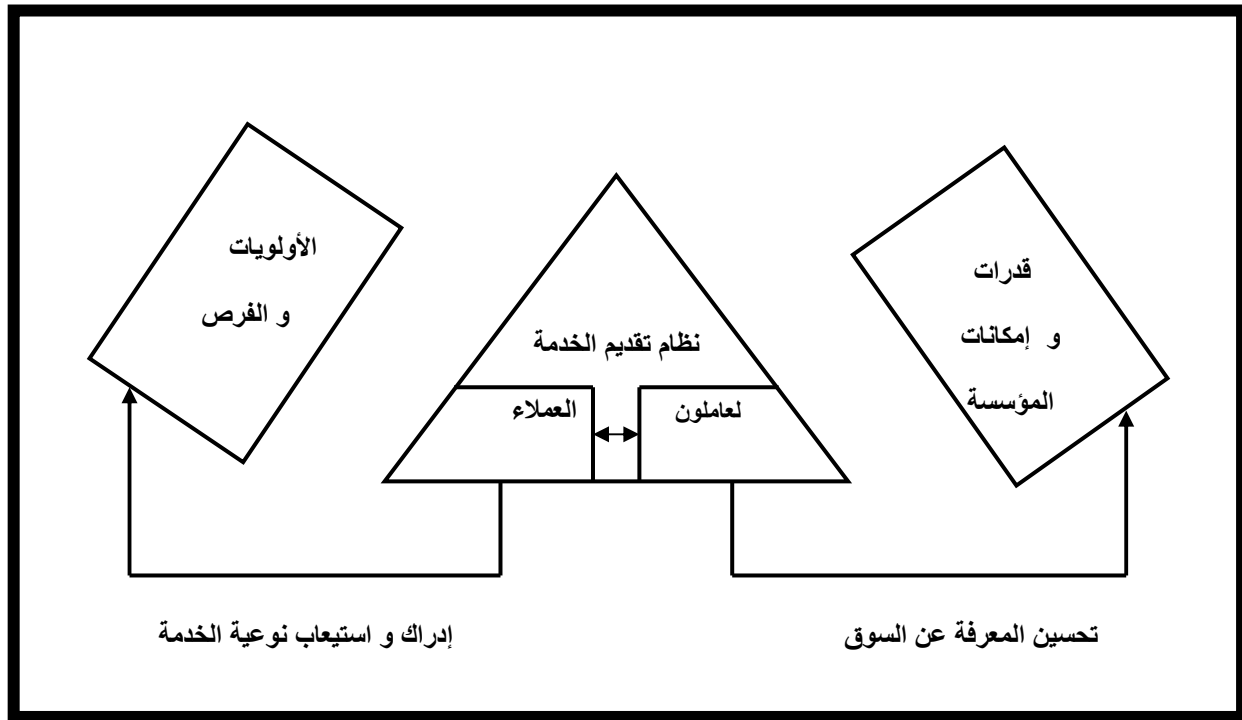 قدرات
و إمكانات
المؤسسة
نظام تقديم الخدمة
لعاملون
العملاء
الأولويات
و الفرص
تحسين المعرفة عن السوق
إدراك و استيعاب نوعية الخدمة